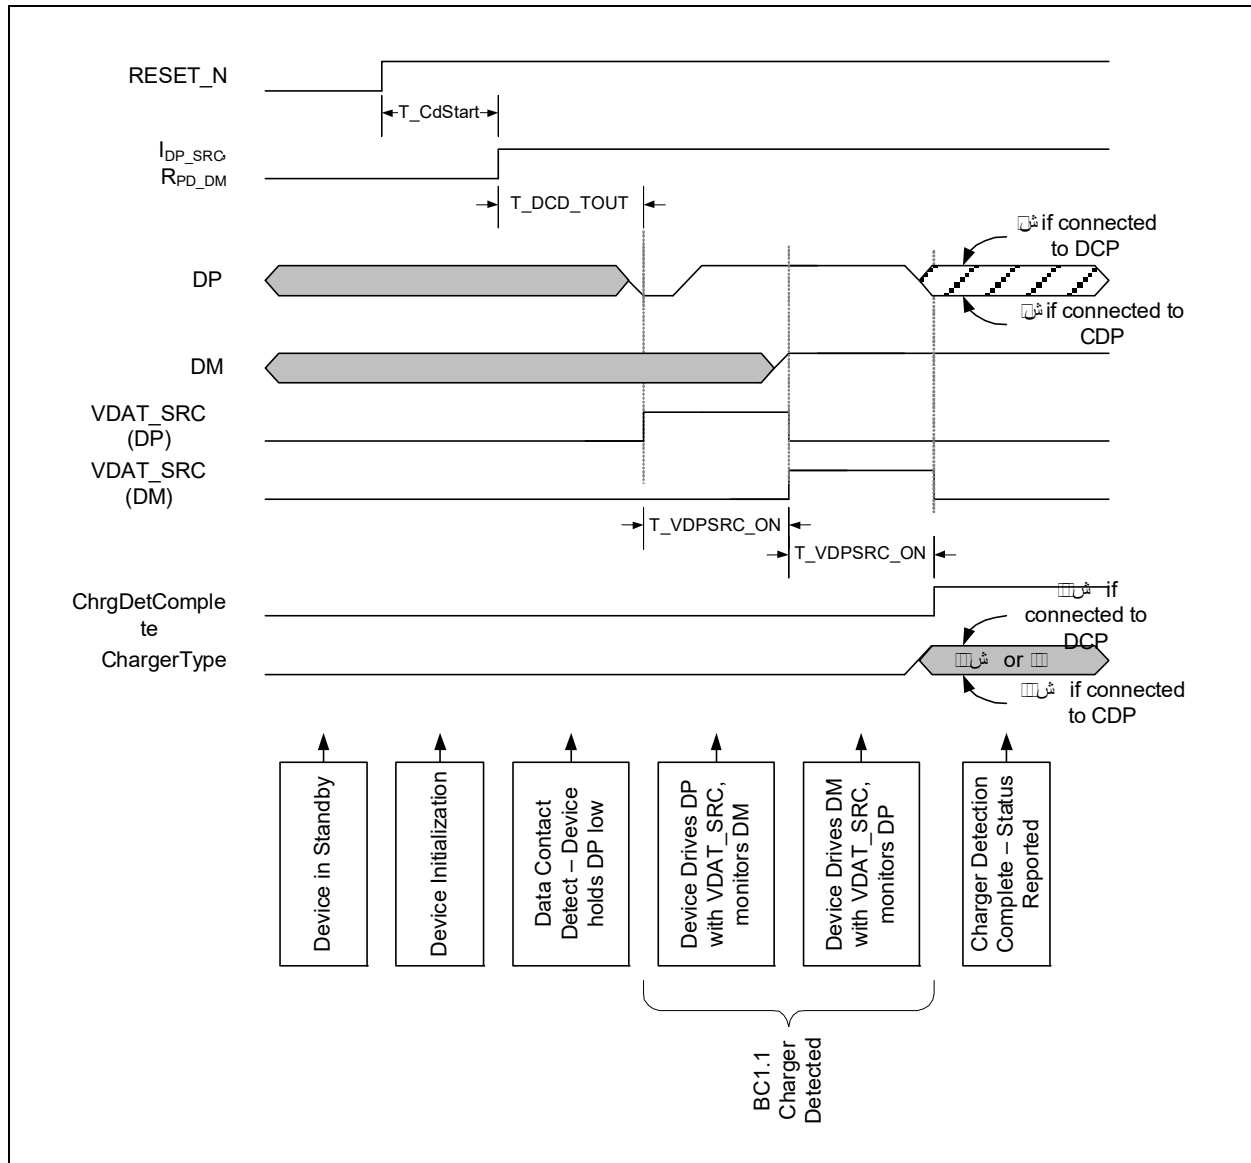 RESET_N
T_CdStart
IDP_SRC,
RPD_DM
T_DCD_TOUT
if connected
to DCP
DP
if connected to
CDP
DM
VDAT_SRC
(DP)
VDAT_SRC
(DM)
T_VDPSRC_ON
T_VDPSRC_ON
ChrgDetComple
te
if
connected to
DCP
ChargerType
or
if connected
to CDP
Device in Standby
Device Initialization
Data Contact
Detect – Device
holds DP low
Device Drives DP
with VDAT_SRC,
monitors DM
Device Drives DM
with VDAT_SRC,
monitors DP
Charger Detection
Complete – Status
Reported
BC1.1
Charger
Detected